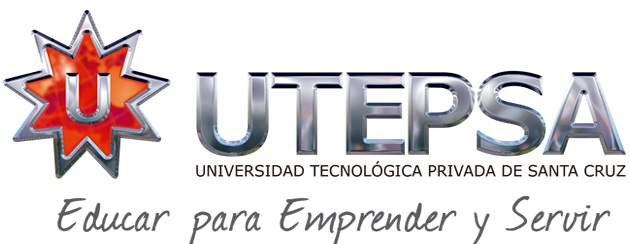 U UTEPSA
UNIVERSIDAD TECNOLÓGICA PRIVADA DE SANTA CRUZ
Educar para Emprender y Servir